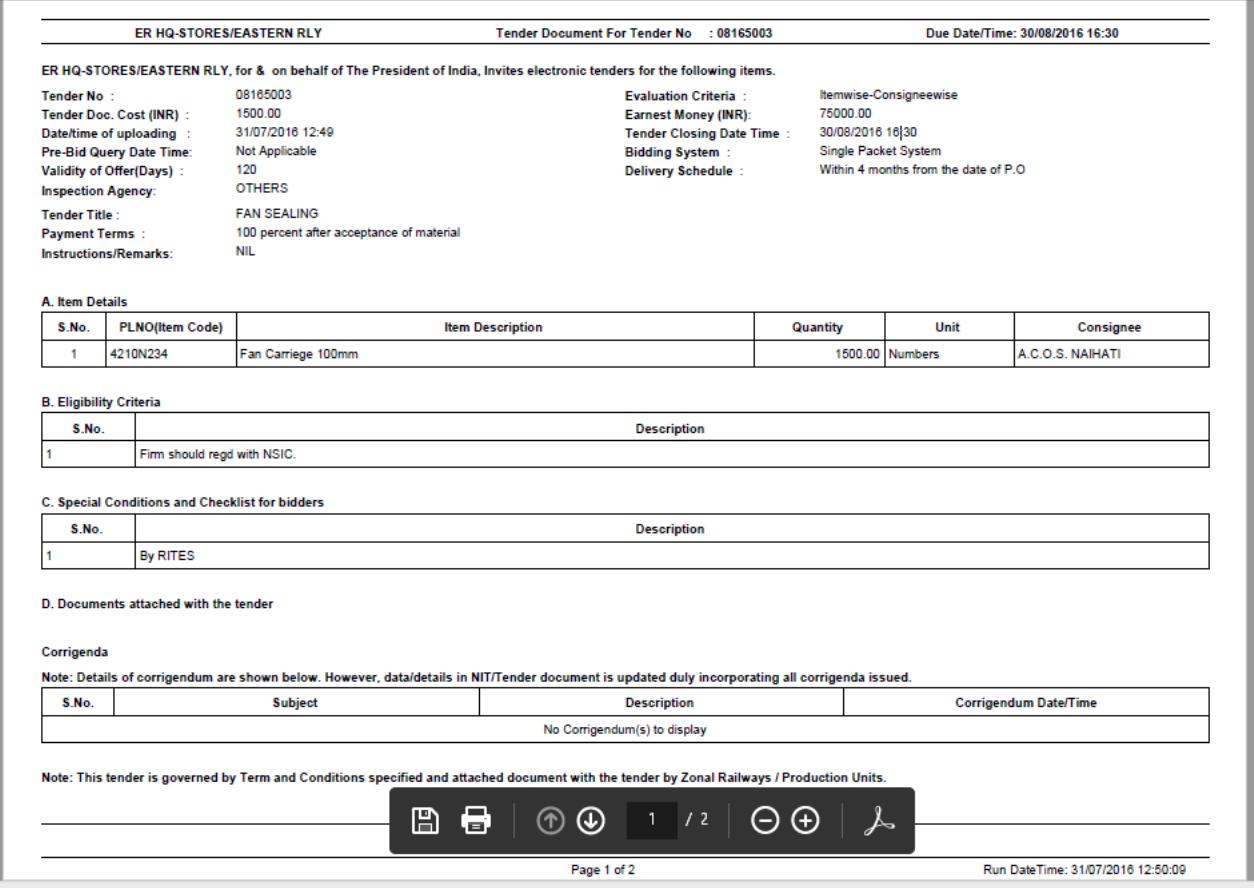 ER HQ-STORES/EASTERN RLY Tender Document For Tender No : 08165003 Due Date/Time: 30/08/2016 16:30
ER HQ-STORES/EASTERN RLY, for & on behalf of The President of India, Invites electronic tenders for the following items.
Tender No : 08165003 Evaluation Criteria : Itemwise-Consigneewise
Tender Doc. Cost (INR) : 1500.00 Earnest Money (INR): 75000.00
Date/time of uploading : 31/07/2016 12:49 Tender Closing Date Time : 30/08/2016 16:30
Pre-Bid Query Date Time: Not Applicable Bidding System : Single Packet System
Validity of Offer(Days) : 120 Delivery Schedule : Within 4 months from the date of P.O
Inspection Agency: OTHERS
Tender Title : FAN SEALING
Payment Terms : 100 percent after acceptance of material
Instructions/Remarks: NIL
A. Item Details
S.No. PLNO(Item Code) Item Description Quantity Unit Consignee
1 4210N234 Fan Carriege 100mm 1500.00 Numbers A.C.O.S. NAIHATI
B. Eligibility Criteria
S.No. Description
1 Firm should regd with NSIC.
C. Special Conditions and Checklist for bidders
S.No. Description
1 By RITES
D. Documents attached with the tender
Corrigenda
Note: Details of corrigendum are shown below. However, data/details in NIT/Tender document is updated duly incorporating all corrigenda issued.
S.No. Subject Description Corrigendum Date/Time
No Corrigendum(s) to display
Note: This tender is governed by Term and Conditions specified and attached document with the tender by Zonal Railways / Production Units.
1 / 2
Page 1 of 2 Run DateTime: 31/07/2016 12:50:09